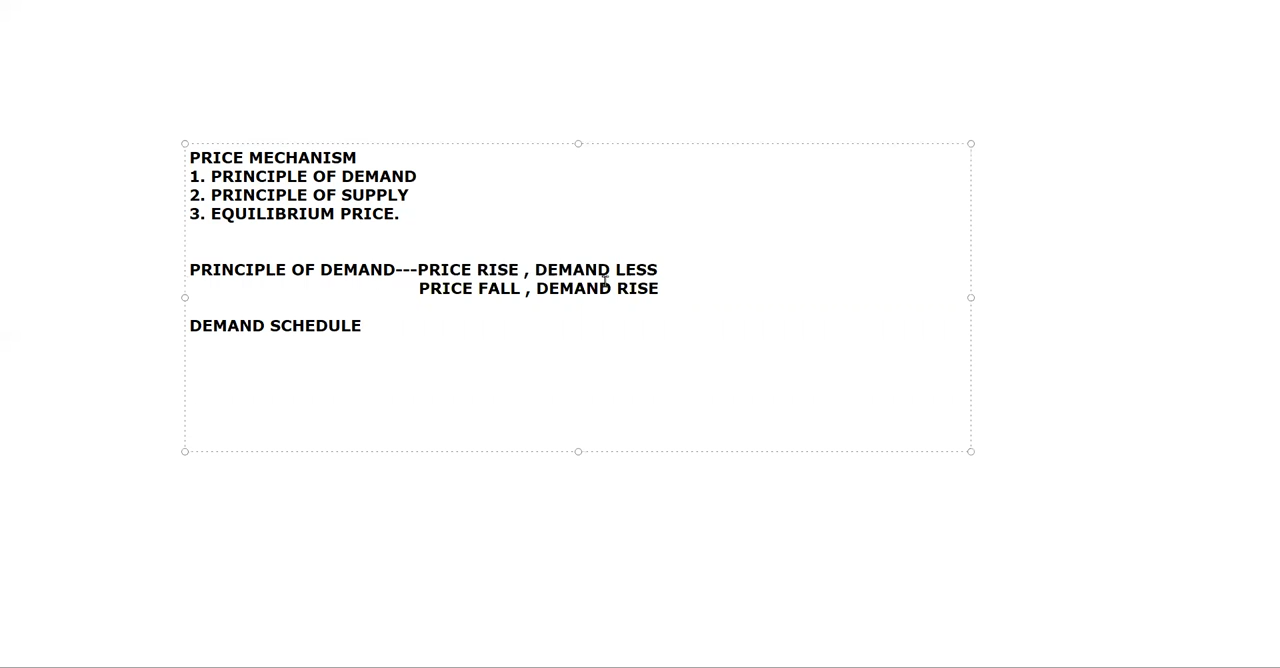 PRICE MECHANISM
1. PRINCIPLE OF DEMAND
2. PRINCIPLE OF SUPPLY
3. EQUILIBRIUM PRICE.
PRINCIPLE OF DEMAND---PRICE RISE , DEMAND LESS
PRICE FALL , DEMAND RISE
DEMAND SCHEDULE